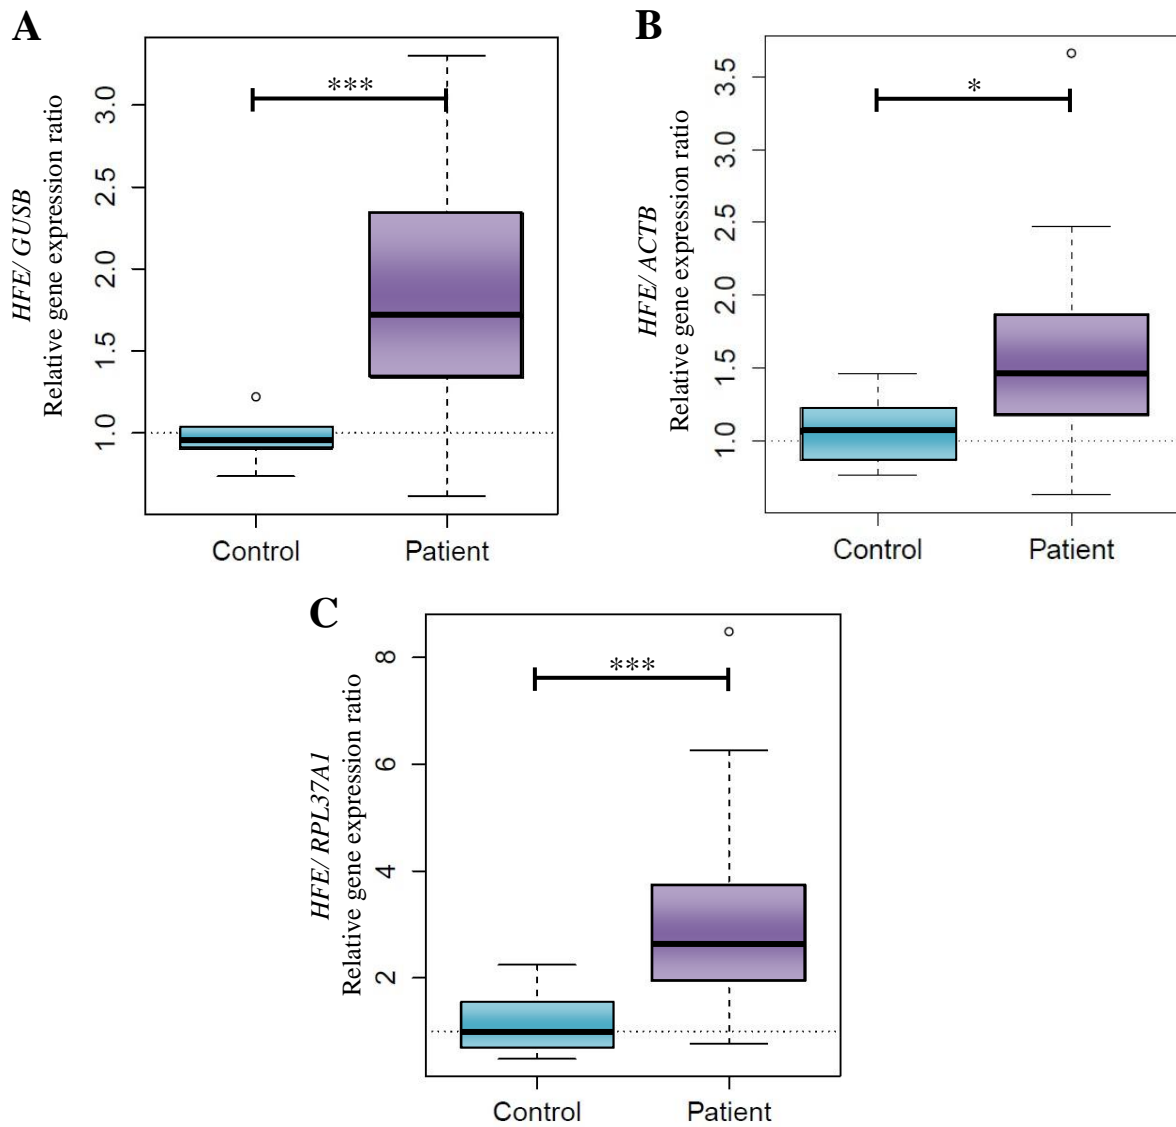 A
HFE/ GUSB
Relative gene expression ratio
3.0
2.5
2.0
1.5
1.0
***
Control
Patient
B
HFE/ ACTB
Relative gene expression ratio
3.5
3.0
2.5
2.0
1.5
1.0
*
Control
Patient
C
HFE/ RPL37A1
Relative gene expression ratio
8
6
4
2
***
Control
Patient